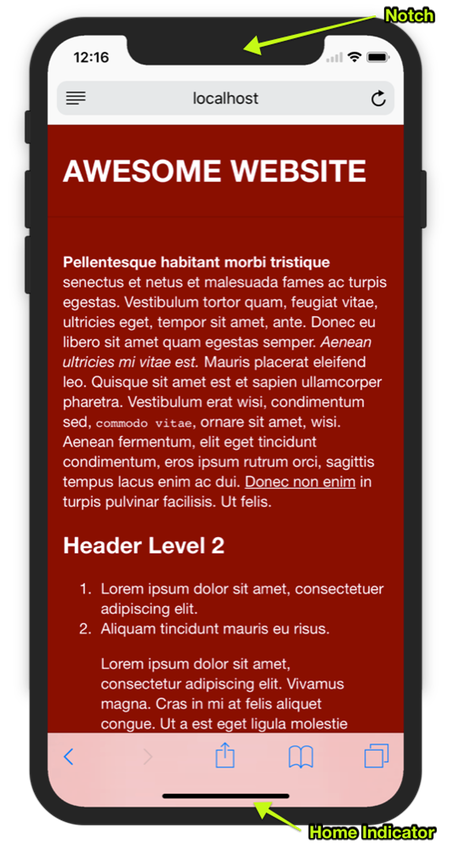 Notch
12:16
localhost
AWESOME WEBSITE
Pellentesque habitant morbi tristique
senectus et netus et malesuada fames ac turpis
egestas. Vestibulum tortor quam, feugiat vitae,
ultricies eget, tempor sit amet, ante. Donec eu
libero sit amet quam egestas semper. Aenean
ultricies mi vitae est. Mauris placerat eleifend
leo. Quisque sit amet est et sapien ullamcorper
pharetra. Vestibulum erat wisi, condimentum
sed, commodo vitae, ornare sit amet, wisi.
Aenean fermentum, elit eget tincidunt
condimentum, eros ipsum rutrum orci, sagittis
tempus lacus enim ac dui. Donec non enim in
turpis pulvinar facilisis. Ut felis.
Header Level 2
1. Lorem ipsum dolor sit amet, consectetuer
adipiscing elit.
2. Aliquam tincidunt mauris eu risus.
Lorem ipsum dolor sit amet,
consectetur adipiscing elit. Vivamus
magna. Cras in mi at felis aliquet
congue. Ut a est eget ligula molestie
Home Indicator